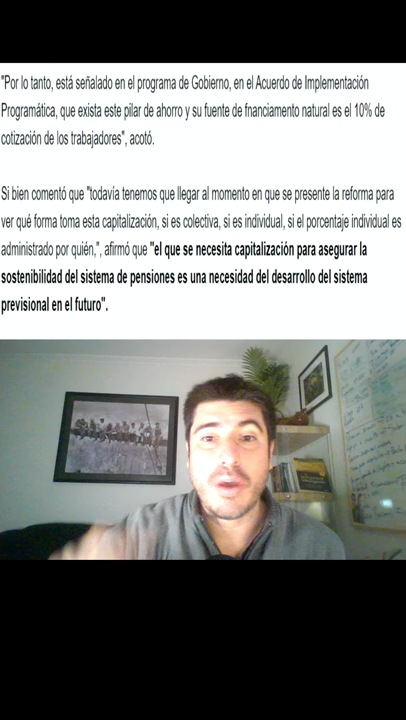 "Por lo tanto, está señalado en el programa de Gobierno, en el Acuerdo de Implementación
Programática, que exista este pilar de ahorro y su fuente de fnanciamento natural es el 10% de
cotización de los trabajadores", acotó.
Si bien comentó que "todavía tenemos que llegar al momento en que se presente la reforma para
ver qué forma toma esta capitalización, si es colectiva, si es individual, si el porcentaje individual es
administrado por quién,", afirmó que "el que se necesita capitalización para asegurar la
sostenibilidad del sistema de pensiones es una necesidad del desarrollo del sistema
previsional en el futuro".